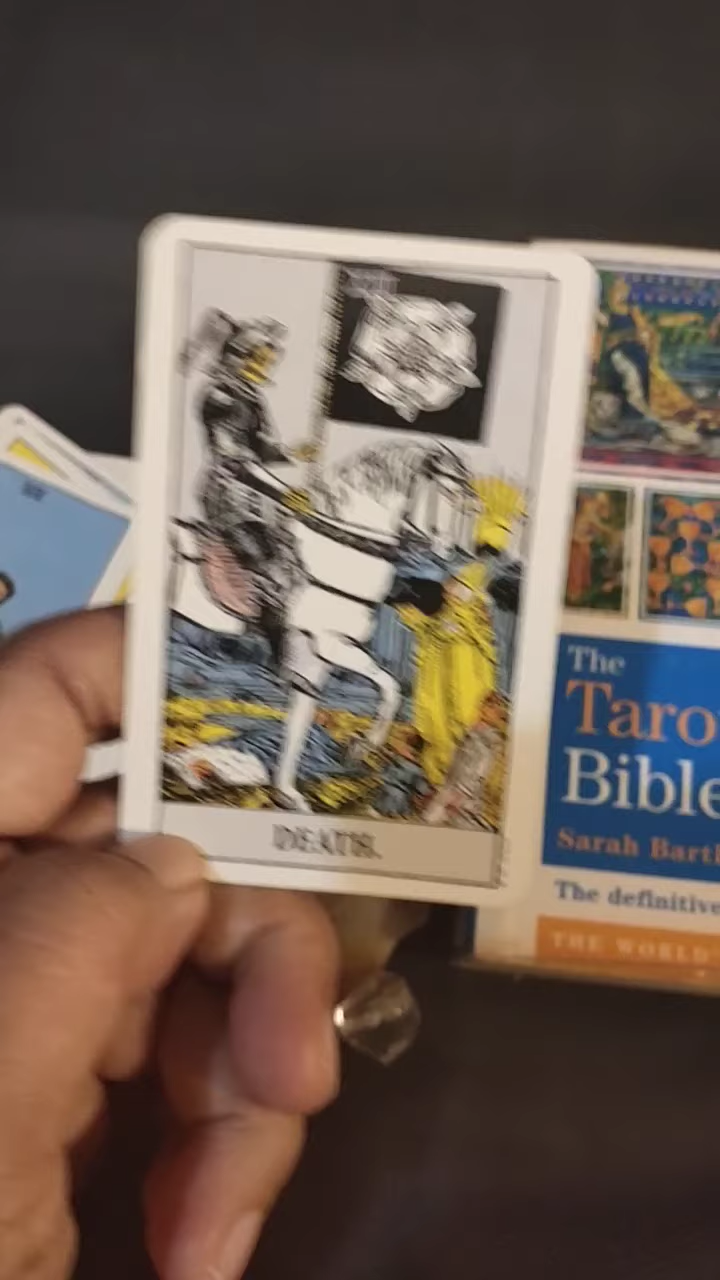 DEATH.
The
Taro
Bible
Sarah Bart
The definitive
THE WORLD'